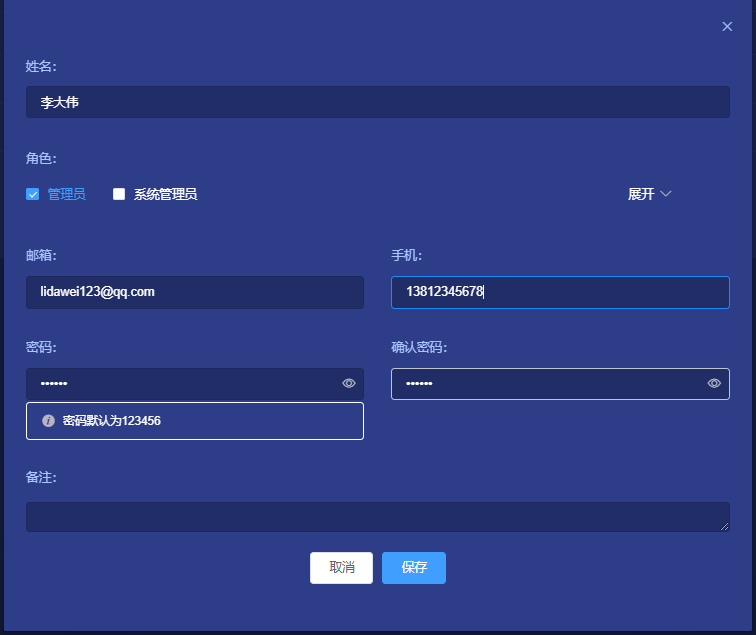 姓名:
李大伟
角色:
管理员 系统管理员 展开
邮箱: 手机:
lidawei123@qq.com 13812345678
密码: 确认密码:
•••••• ••••••
密码默认为123456
备注:
取消 保存